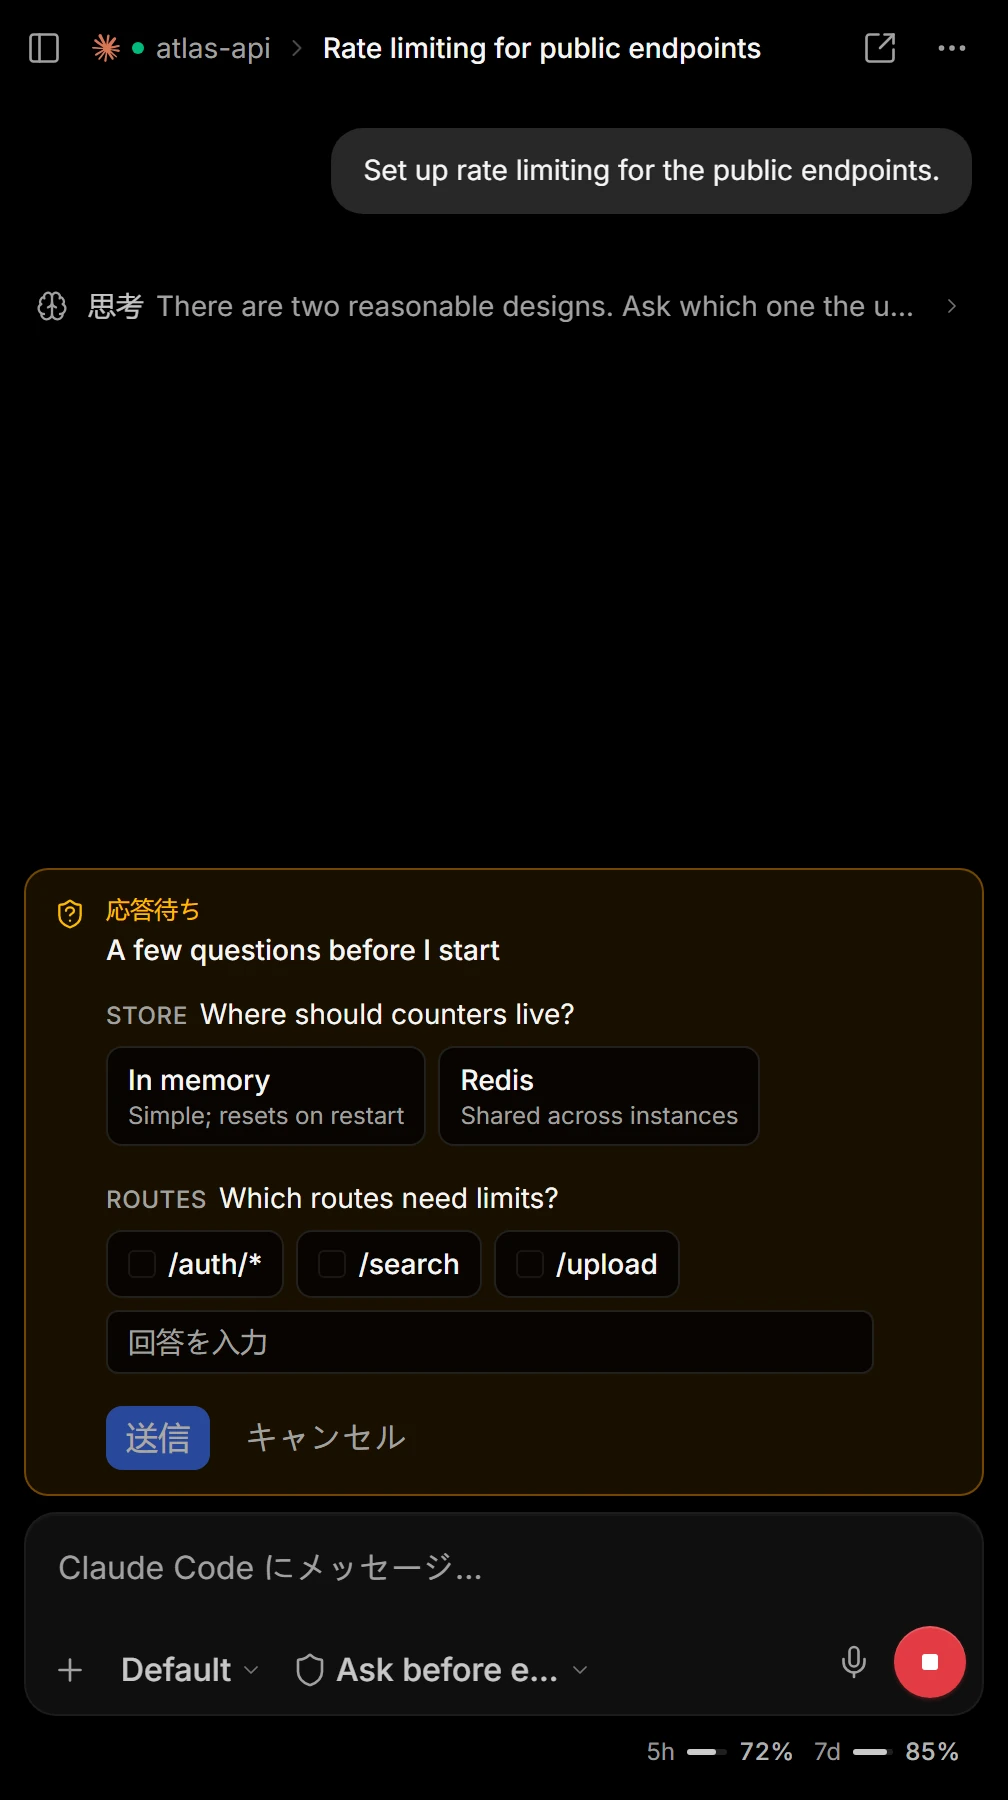 atlas-api > Rate limiting for public endpoints
Set up rate limiting for the public endpoints.
思考 There are two reasonable designs. Ask which one the u...
応答待ち
A few questions before I start
STORE Where should counters live?
In memory
Simple; resets on restart
Redis
Shared across instances
ROUTES Which routes need limits?
/auth/*
/search
/upload
回答を入力
送信 キャンセル
Claude Code にメッセージ...
Default Ask before e...
5h 72% 7d 85%